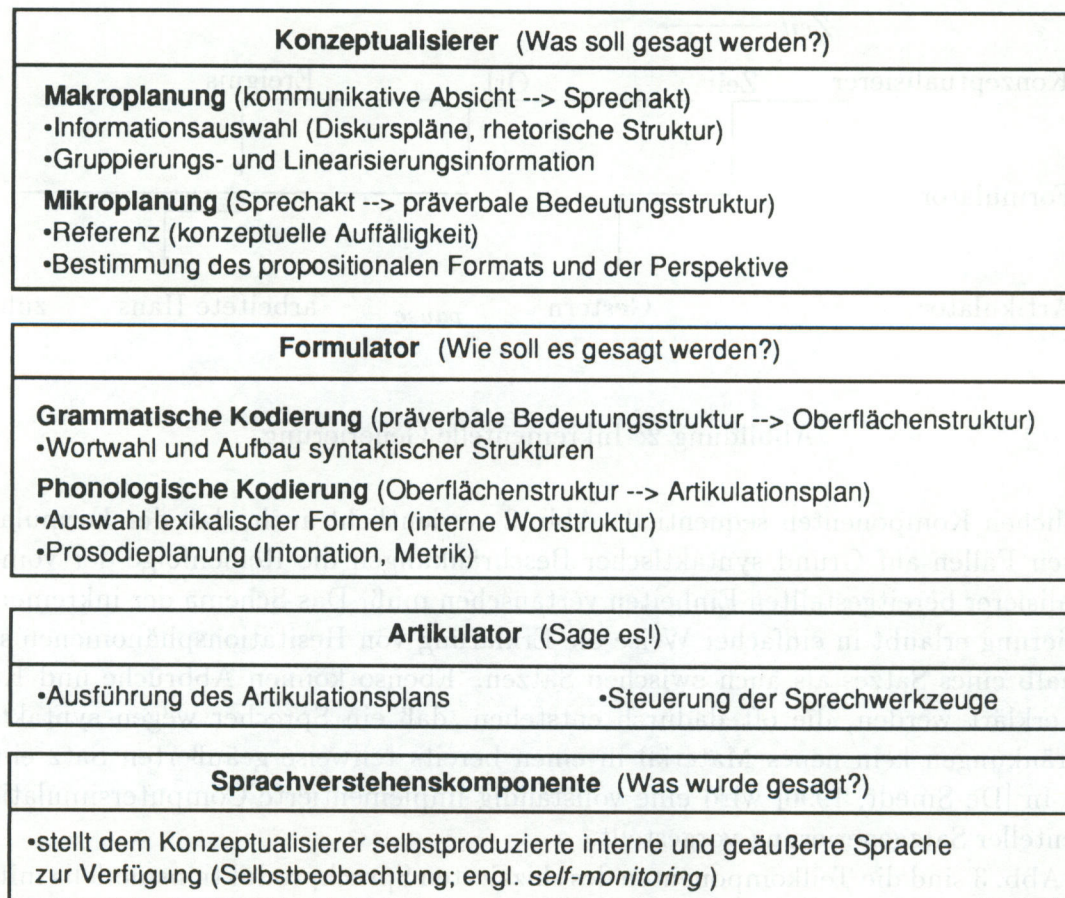 Konzeptualisierer (Was soll gesagt werden?)
Makroplanung (kommunikative Absicht --> Sprechakt)
•Informationsauswahl (Diskurspläne, rhetorische Struktur)
•Gruppierungs- und Linearisierungsinformation
Mikroplanung (Sprechakt --> präverbale Bedeutungsstruktur)
•Referenz (konzeptuelle Auffälligkeit)
•Bestimmung des propositionalen Formats und der Perspektive
Formulator (Wie soll es gesagt werden?)
Grammatische Kodierung (präverbale Bedeutungsstruktur --> Oberflächenstruktur)
•Wortwahl und Aufbau syntaktischer Strukturen
Phonologische Kodierung (Oberflächenstruktur --> Artikulationsplan)
•Auswahl lexikalischer Formen (interne Wortstruktur)
•Prosodieplanung (Intonation, Metrik)
Artikulator (Sage es!)
•Ausführung des Artikulationsplans •Steuerung der Sprechwerkzeuge
Sprachverstehenskomponente (Was wurde gesagt?)
•stellt dem Konzeptualisierer selbstproduzierte interne und geäußerte Sprache
zur Verfügung (Selbstbeobachtung; engl. self-monitoring)